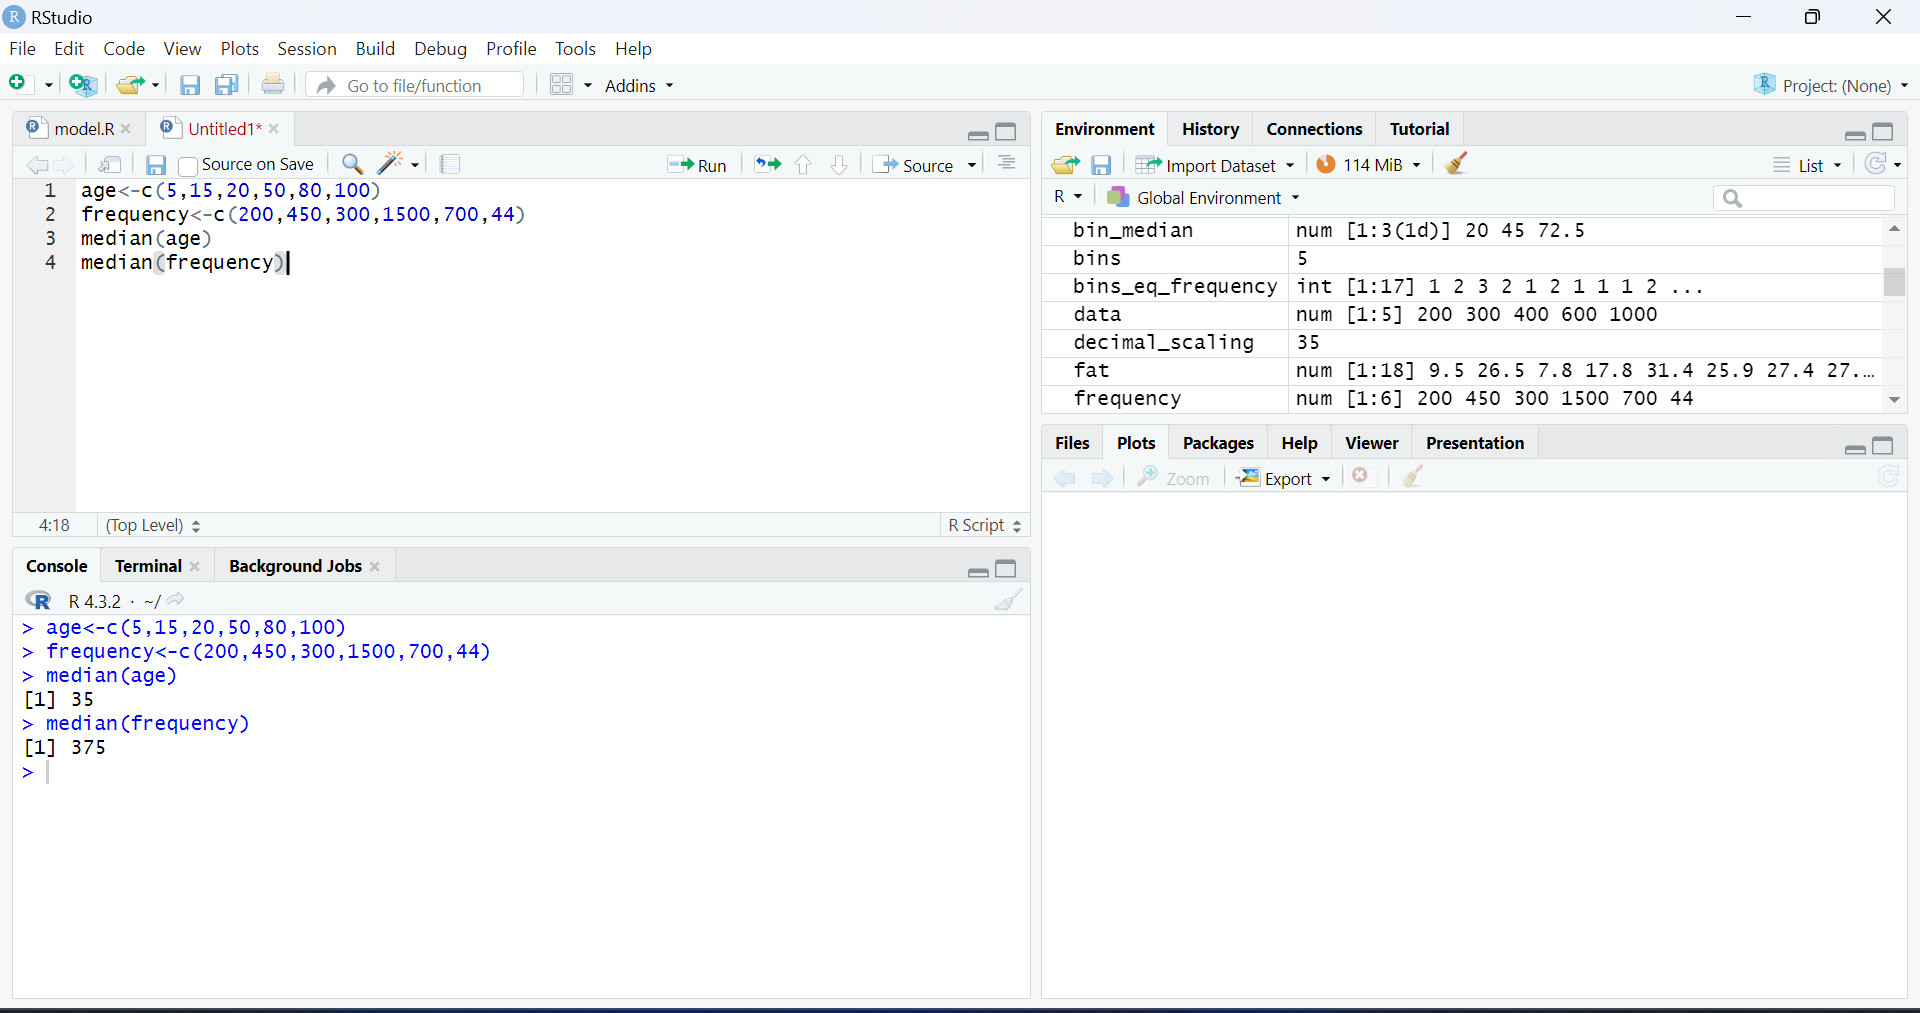 RStudio
File Edit Code View Plots Session Build Debug Profile Tools Help
Go to file/function Addins Project: (None)
model.R Untitled1*
Source on Save Run Source
1 age<-c(5,15,20,50,80,100)
2 frequency<-c(200,450,300,1500,700,44)
3 median(age)
4 median(frequency)
4:18 (Top Level) R Script
Console Terminal Background Jobs
R 4.3.2 · ~/
> age<-c(5,15,20,50,80,100)
> frequency<-c(200,450,300,1500,700,44)
> median(age)
[1] 35
> median(frequency)
[1] 375
>
Environment History Connections Tutorial
Import Dataset 114 MiB List
R Global Environment
bin_median num [1:3(1d)] 20 45 72.5
bins 5
bins_eq_frequency int [1:17] 1 2 3 2 1 2 1 1 1 2 ...
data num [1:5] 200 300 400 600 1000
decimal_scaling 35
fat num [1:18] 9.5 26.5 7.8 17.8 31.4 25.9 27.4 27.…
frequency num [1:6] 200 450 300 1500 700 44
Files Plots Packages Help Viewer Presentation
Zoom Export